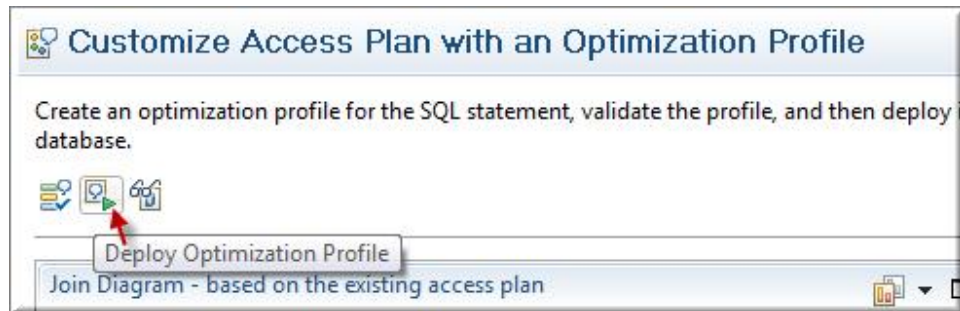 Customize Access Plan with an Optimization Profile
Create an optimization profile for the SQL statement, validate the profile, and then deploy
database.
Deploy Optimization Profile
Join Diagram - based on the existing access plan